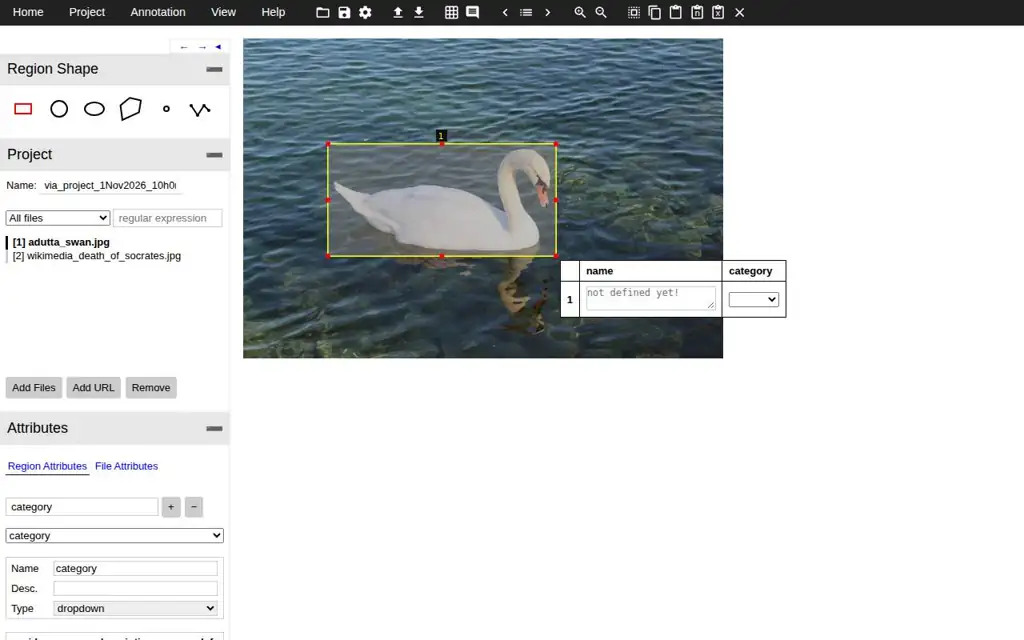 Home Project Annotation View Help
← → ◄
Region Shape
Project
Name: via_project_1Nov2026_10h0
All files regular expression
[1] adutta_swan.jpg
[2] wikimedia_death_of_socrates.jpg
Add Files Add URL Remove
Attributes
Region Attributes File Attributes
category + −
category
Name category
Desc.
Type dropdown
1
name category
1 not defined yet!